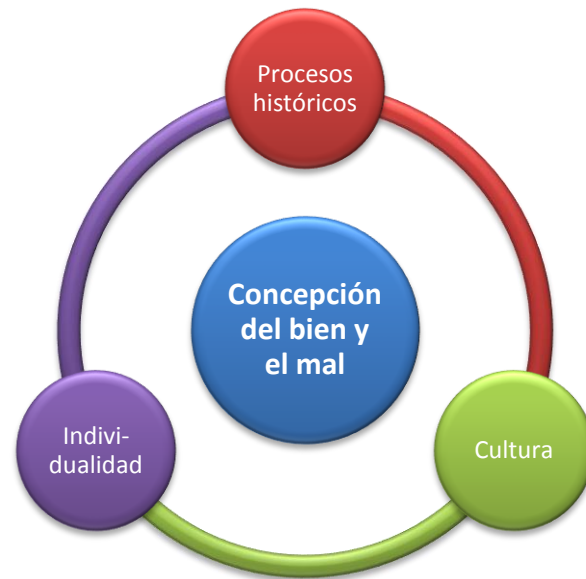 Procesos
históricos
Concepción
del bien y
el mal
Indivi-
dualidad
Cultura